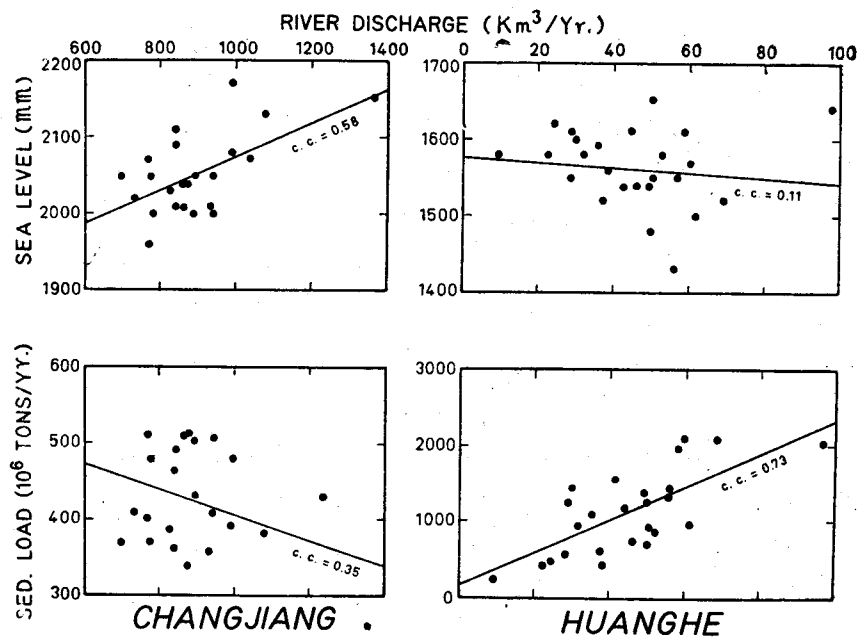 RIVER DISCHARGE (Km³/Yr.)
600 800 1000 1200 1400
0 20 40 60 80 100
SEA LEVEL (mm)
2200
2100
2000
1900
c. c. = 0.58
1700
1600
1500
1400
c.c. = 0.11
SED. LOAD (10⁶ TONS/YR.)
600
500
400
300
c. c. = 0.35
3000
2000
1000
0
c. c. = 0.73
CHANGJIANG
HUANGHE